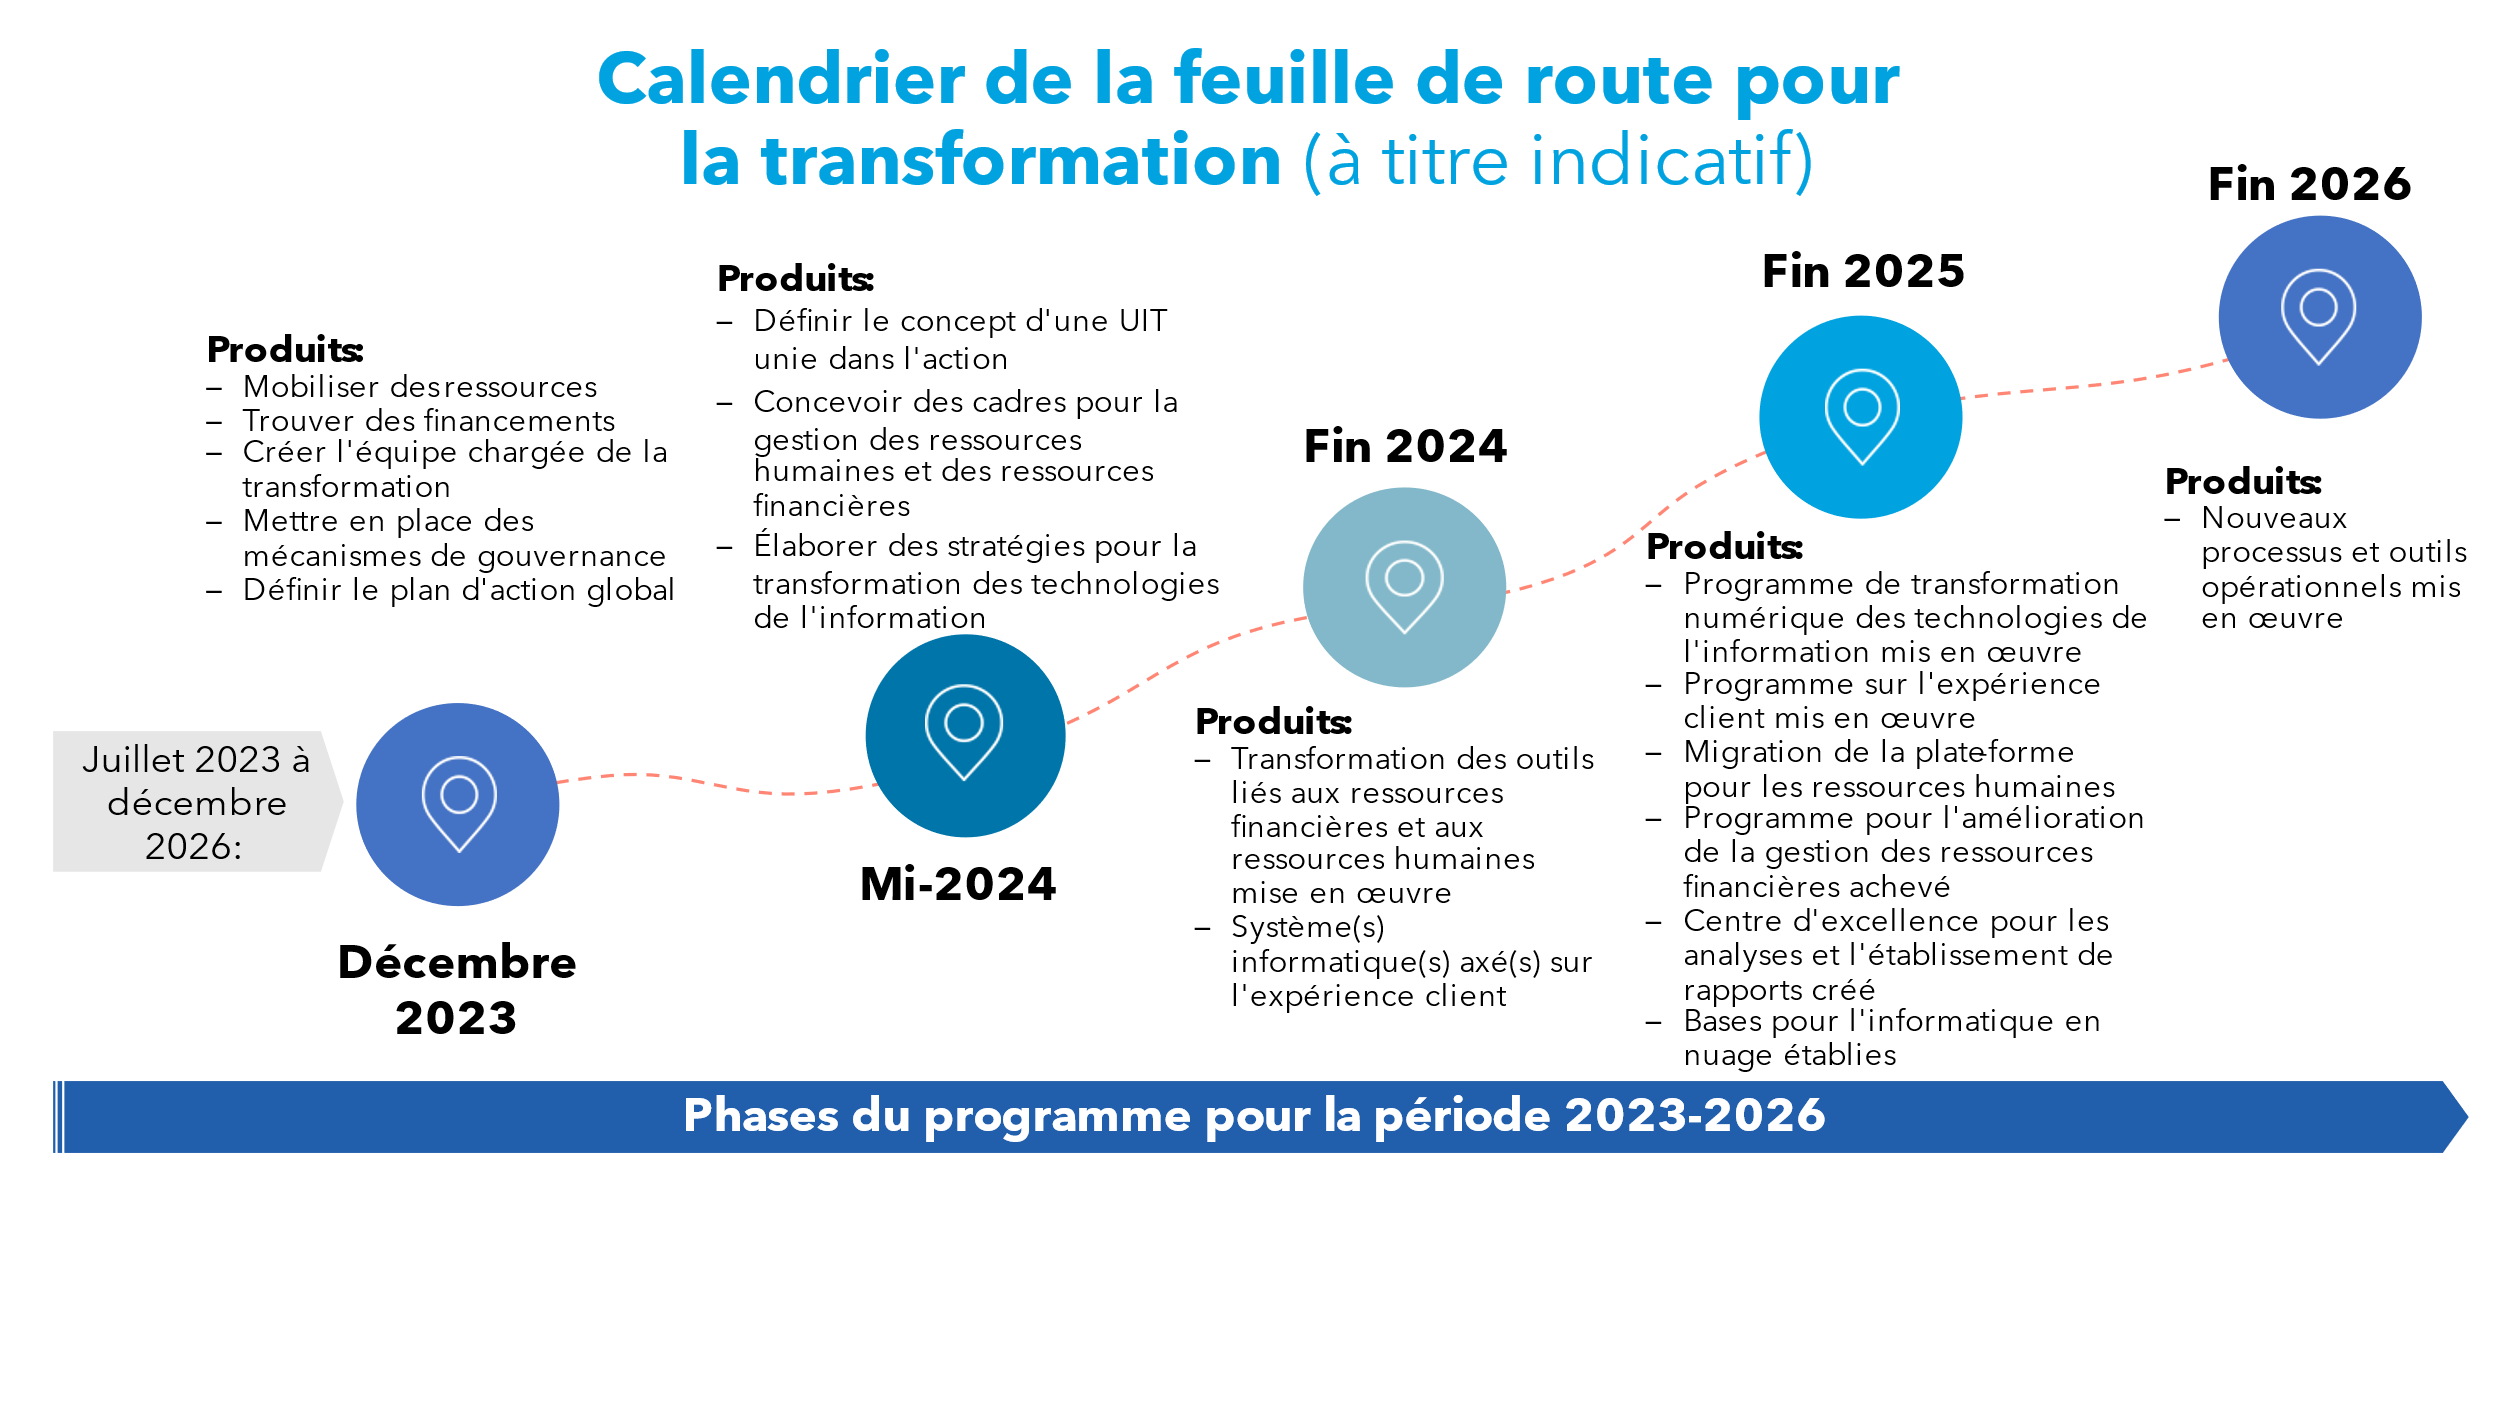 Calendrier de la feuille de route pour
la transformation (à titre indicatif)
Juillet 2023 à
décembre
2026:
Produits:
– Mobiliser des ressources
– Trouver des financements
– Créer l'équipe chargée de la
transformation
– Mettre en place des
mécanismes de gouvernance
– Définir le plan d'action global
Décembre
2023
Produits:
– Définir le concept d'une UIT
unie dans l'action
– Concevoir des cadres pour la
gestion des ressources
humaines et des ressources
financières
– Élaborer des stratégies pour la
transformation des technologies
de l'information
Mi-2024
Fin 2024
Produits:
– Transformation des outils
liés aux ressources
financières et aux
ressources humaines
mise en œuvre
– Système(s)
informatique(s) axé(s) sur
l'expérience client
Fin 2025
Produits:
– Programme de transformation
numérique des technologies de
l'information mis en œuvre
– Programme sur l'expérience
client mis en œuvre
– Migration de la plate-forme
pour les ressources humaines
– Programme pour l'amélioration
de la gestion des ressources
financières achevé
– Centre d'excellence pour les
analyses et l'établissement de
rapports créé
– Bases pour l'informatique en
nuage établies
Fin 2026
Produits:
– Nouveaux
processus et outils
opérationnels mis
en œuvre
Phases du programme pour la période 2023-2026